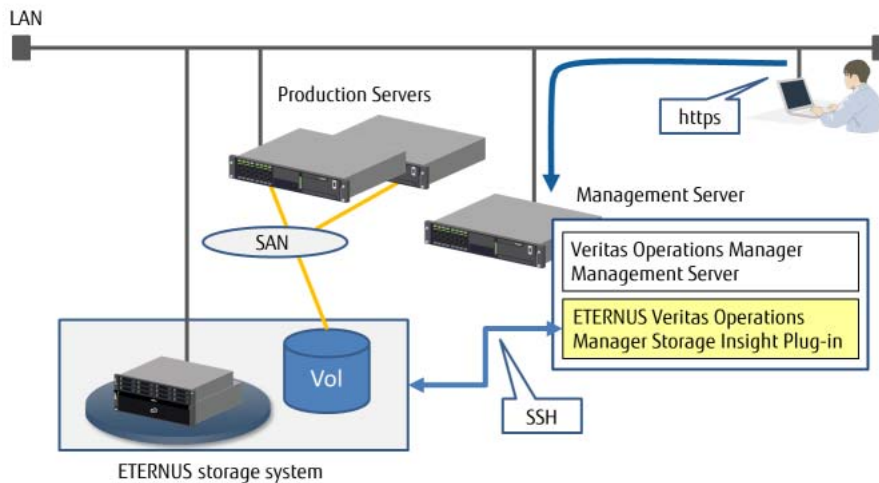 LAN
Production Servers
https
Management Server
SAN
Veritas Operations Manager
Management Server
ETERNUS Veritas Operations
Manager Storage Insight Plug-in
Vol
SSH
ETERNUS storage system